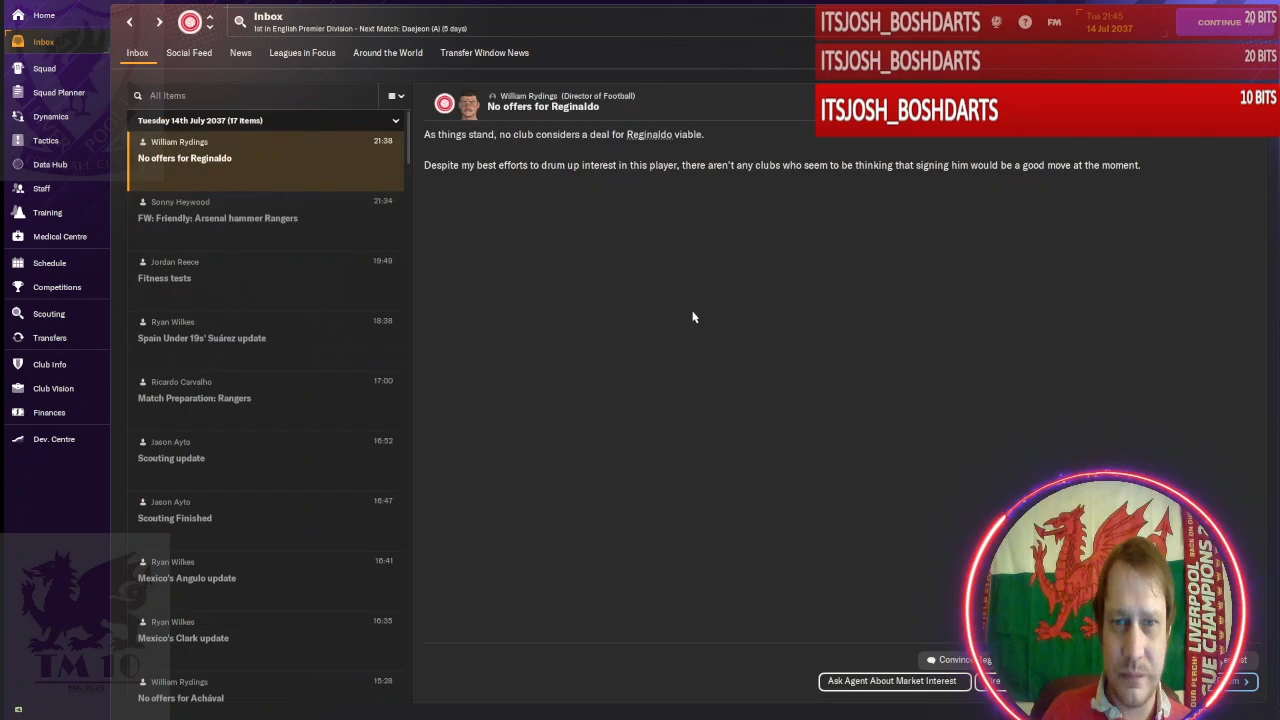 Home
Inbox
Squad
Squad Planner
Dynamics
Tactics
Data Hub
Staff
Training
Medical Centre
Schedule
Competitions
Scouting
Transfers
Club Info
Club Vision
Finances
Dev. Centre
Inbox
1st in English Premier Division - Next Match: Daejeon (A) (5 days)
FM
Tue 21:45
14 Jul 2037
CONTINUE
ITSJOSH_BOSHDARTS
20 BITS
ITSJOSH_BOSHDARTS
20 BITS
ITSJOSH_BOSHDARTS
10 BITS
Inbox Social Feed News Leagues in Focus Around the World Transfer Window News
All Items
Tuesday 14th July 2037 (17 Items)
William Rydings 21:38
No offers for Reginaldo
Sonny Heywood 21:34
FW: Friendly: Arsenal hammer Rangers
Jordan Reece 19:49
Fitness tests
Ryan Wilkes 18:38
Spain Under 19s' Suárez update
Ricardo Carvalho 17:00
Match Preparation: Rangers
Jason Ayto 16:52
Scouting update
Jason Ayto 16:47
Scouting Finished
Ryan Wilkes 16:41
Mexico's Angulo update
Ryan Wilkes 16:35
Mexico's Clark update
William Rydings 15:28
No offers for Achával
William Rydings (Director of Football)
No offers for Reginaldo
As things stand, no club considers a deal for Reginaldo viable.
Despite my best efforts to drum up interest in this player, there aren't any clubs who seem to be thinking that signing him would be a good move at the moment.
Convince Reg
Ask Agent About Market Interest
TM 10
LIVERPOOL